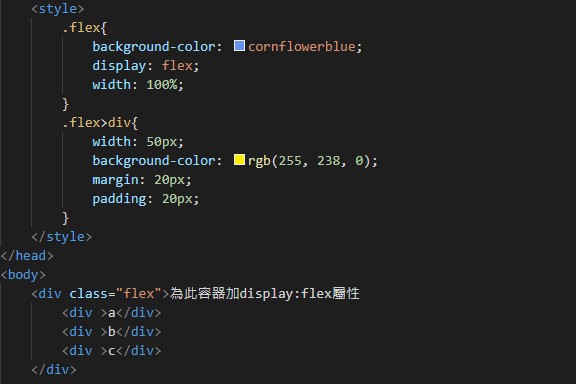 <style>
.flex{
background-color: cornflowerblue;
display: flex;
width: 100%;
}
.flex>div{
width: 50px;
background-color: rgb(255, 238, 0);
margin: 20px;
padding: 20px;
}
</style>
</head>
<body>
<div class="flex">為此容器加display:flex屬性
<div >a</div>
<div >b</div>
<div >c</div>
</div>